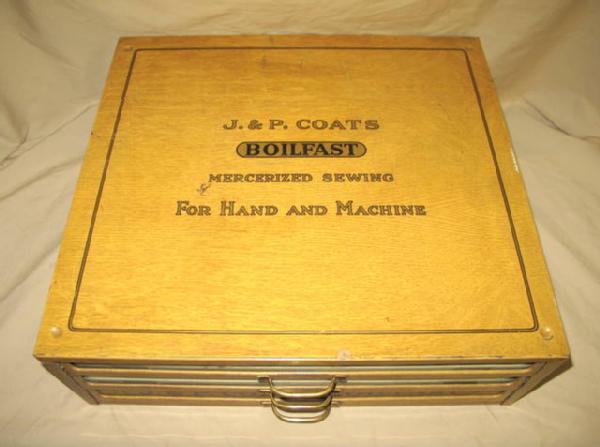 J. & P. COATS
BOILFAST
MERCERIZED SEWING
FOR HAND AND MACHINE